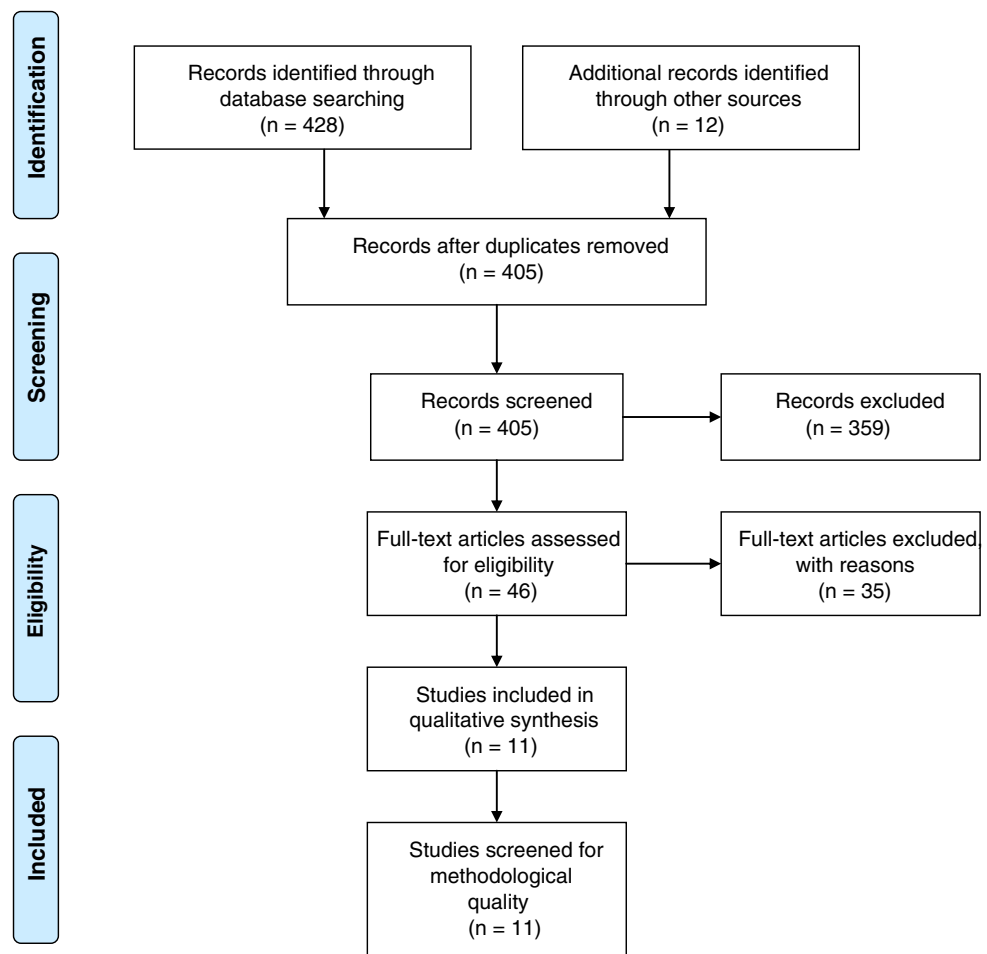 Identification
Records identified through
database searching
(n = 428)
Additional records identified
through other sources
(n = 12)
Records after duplicates removed
(n = 405)
Screening
Records screened
(n = 405)
Records excluded
(n = 359)
Eligibility
Full-text articles assessed
for eligibility
(n = 46)
Full-text articles excluded,
with reasons
(n = 35)
Studies included in
qualitative synthesis
(n = 11)
Included
Studies screened for
methodological
quality
(n = 11)